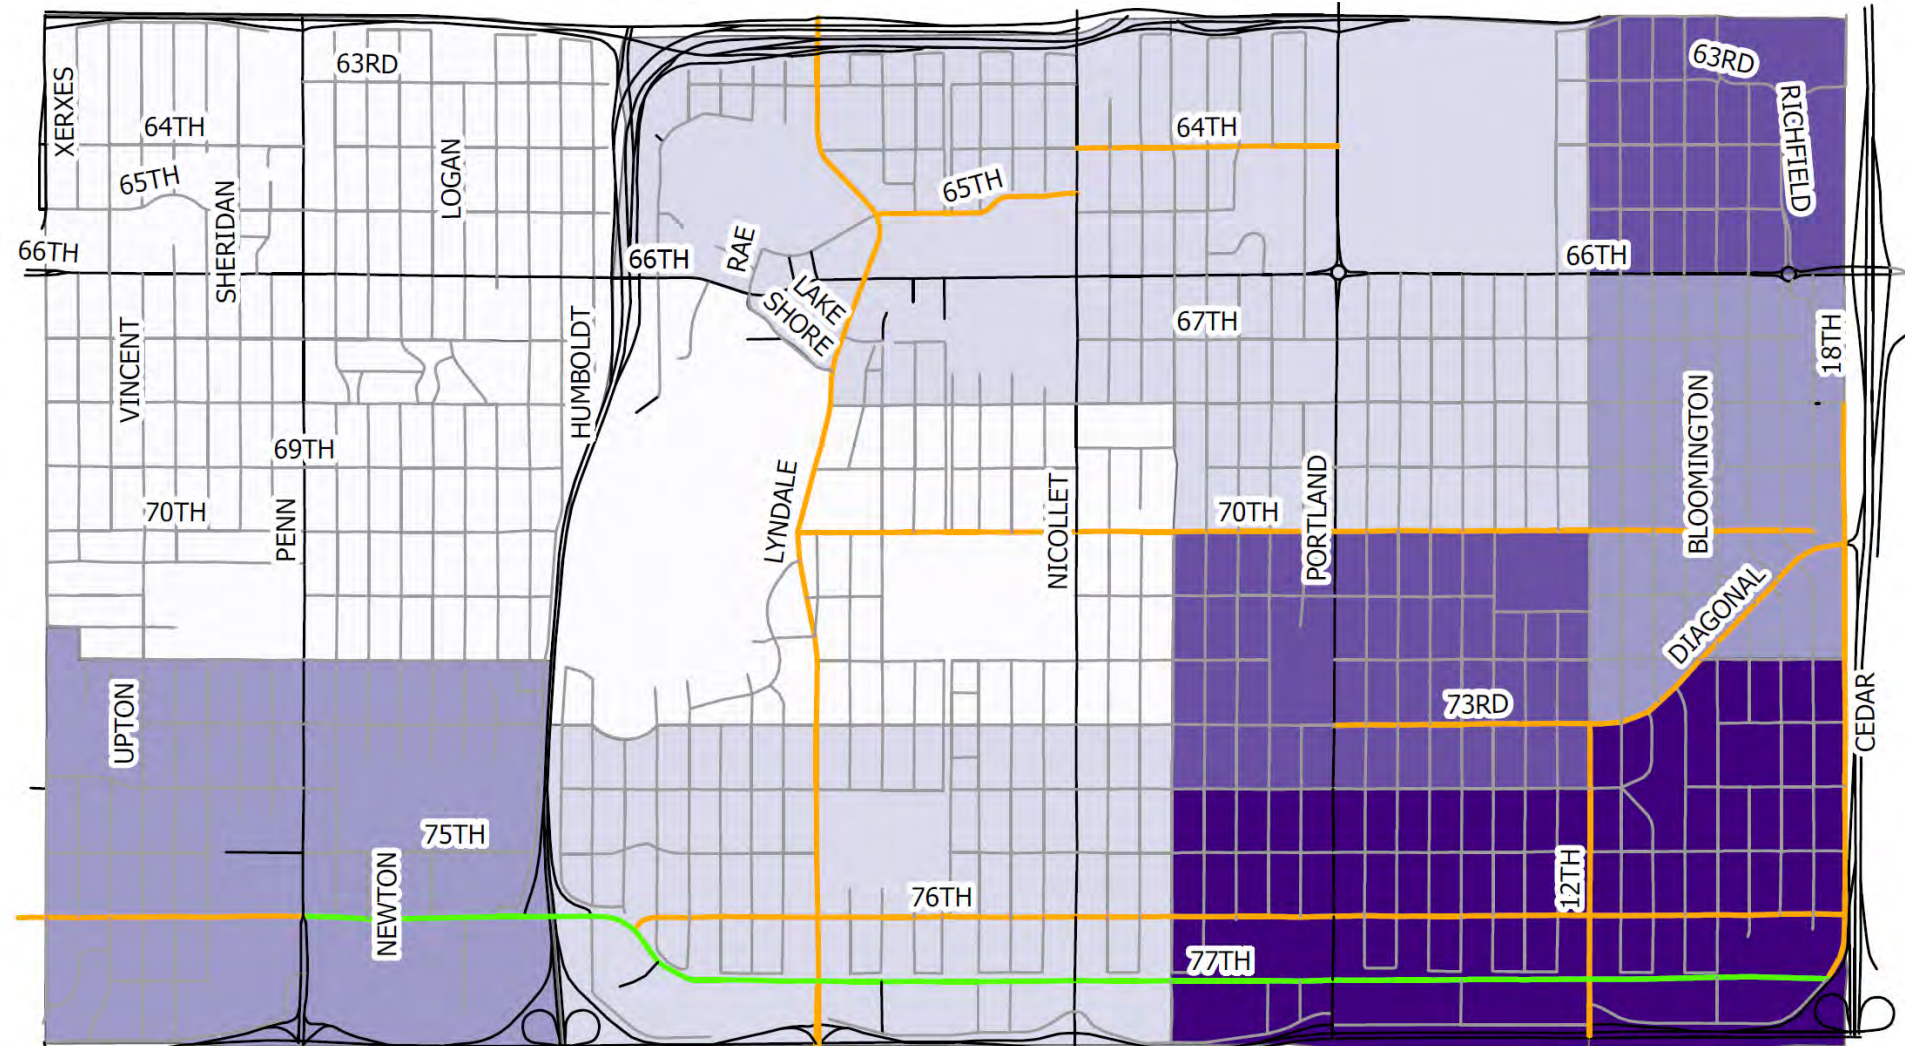 63RD
63RD
XERXES
RICHFIELD
64TH
64TH
65TH
LOGAN
65TH
SHERIDAN
66TH
66TH
RAE
66TH
LAKE
SHORE
67TH
VINCENT
HUMBOLDT
18TH
69TH
BLOOMINGTON
70TH
PENN
LYNDALE
NICOLLET
70TH
PORTLAND
DIAGONAL
UPTON
73RD
CEDAR
75TH
NEWTON
76TH
12TH
77TH